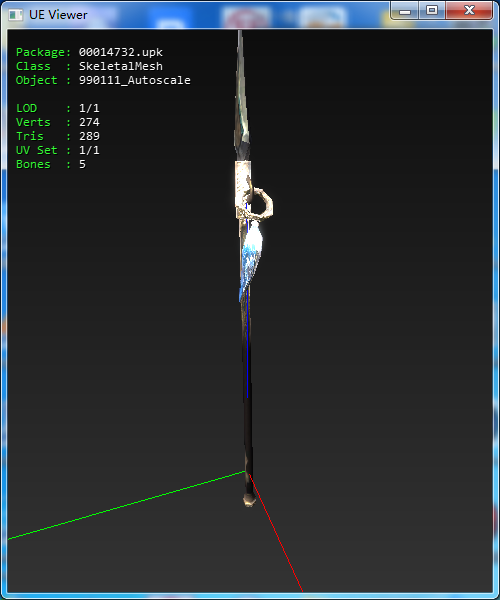 UE Viewer
Package: 00014732.upk
Class : SkeletalMesh
Object : 990111_Autoscale
LOD : 1/1
Verts : 274
Tris : 289
UV Set : 1/1
Bones : 5